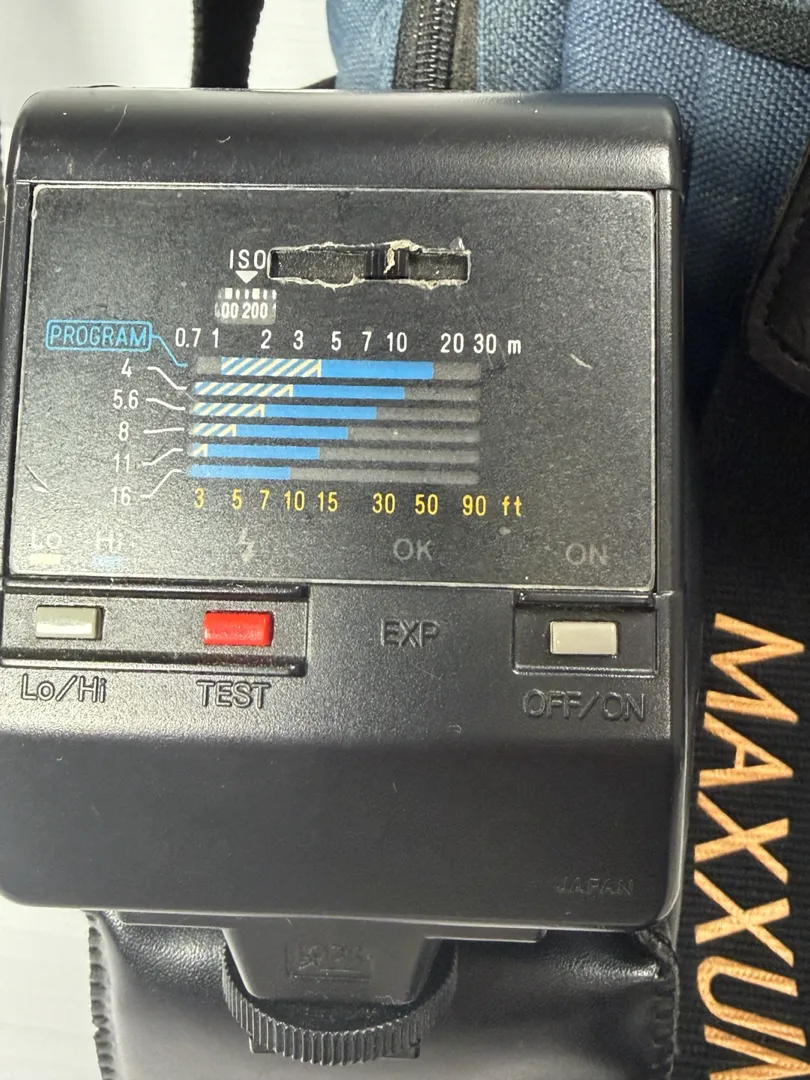 ISO
00 200 1
PROGRAM 0.7 1 2 3 5 7 10 20 30 m
4
5.6
8
11
16
3 5 7 10 15 30 50 90 ft
Lo Hi OK ON
EXP
Lo/Hi TEST OFF/ON
JAPAN
MAXXUM